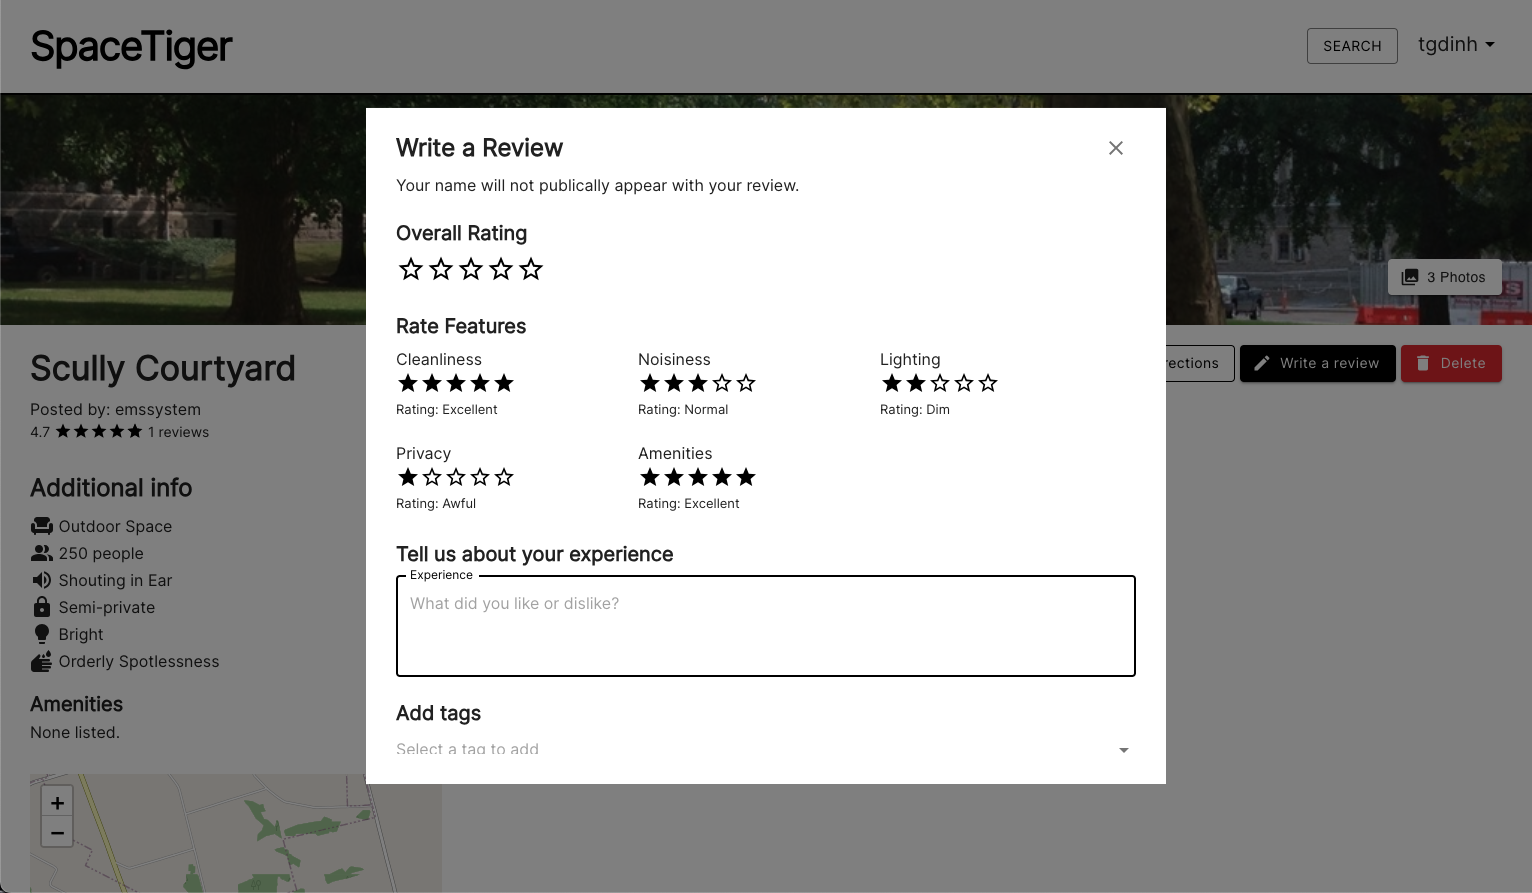 SpaceTiger
SEARCH
tgdinh
Write a Review
Your name will not publically appear with your review.
Overall Rating
3 Photos
Rate Features
Cleanliness
Noisiness
Lighting
Rating: Excellent
Rating: Normal
Rating: Dim
Privacy
Amenities
Rating: Awful
Rating: Excellent
Tell us about your experience
Experience
What did you like or dislike?
Add tags
Select a tag to add
Scully Courtyard
rections
Write a review
Delete
Posted by: emssystem
4.7 1 reviews
Additional info
Outdoor Space
250 people
Shouting in Ear
Semi-private
Bright
Orderly Spotlessness
Amenities
None listed.
+
−